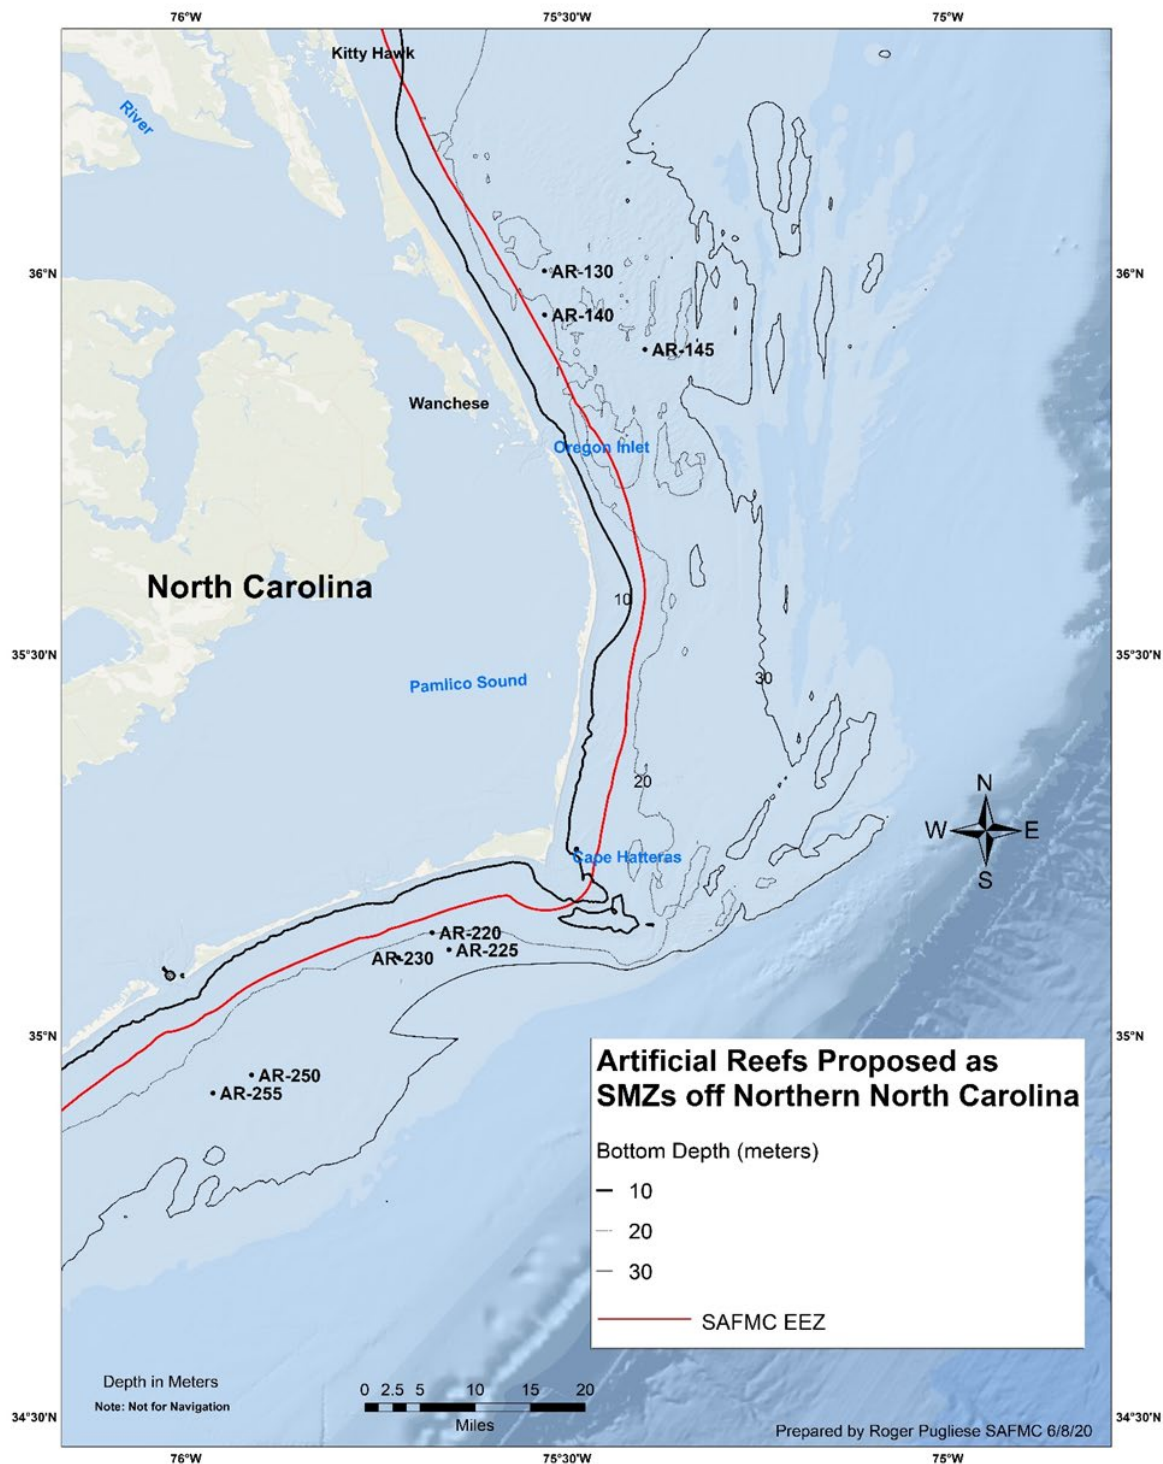 76°W 75°30'W 75°W
Kitty Hawk
River
36°N 36°N
AR-130
AR-140
AR-145
Wanchese
Oregon Inlet
North Carolina
10
35°30'N 35°30'N
Pamlico Sound
30
20
N
W E
S
Cape Hatteras
AR-220
AR-225
AR-230
35°N 35°N
Artificial Reefs Proposed as
SMZs off Northern North Carolina
AR-250
AR-255
Bottom Depth (meters)
10
20
30
SAFMC EEZ
Depth in Meters
Note: Not for Navigation
0 2.5 5 10 15 20
Miles
34°30'N 34°30'N
Prepared by Roger Pugliese SAFMC 6/8/20
76°W 75°30'W 75°W